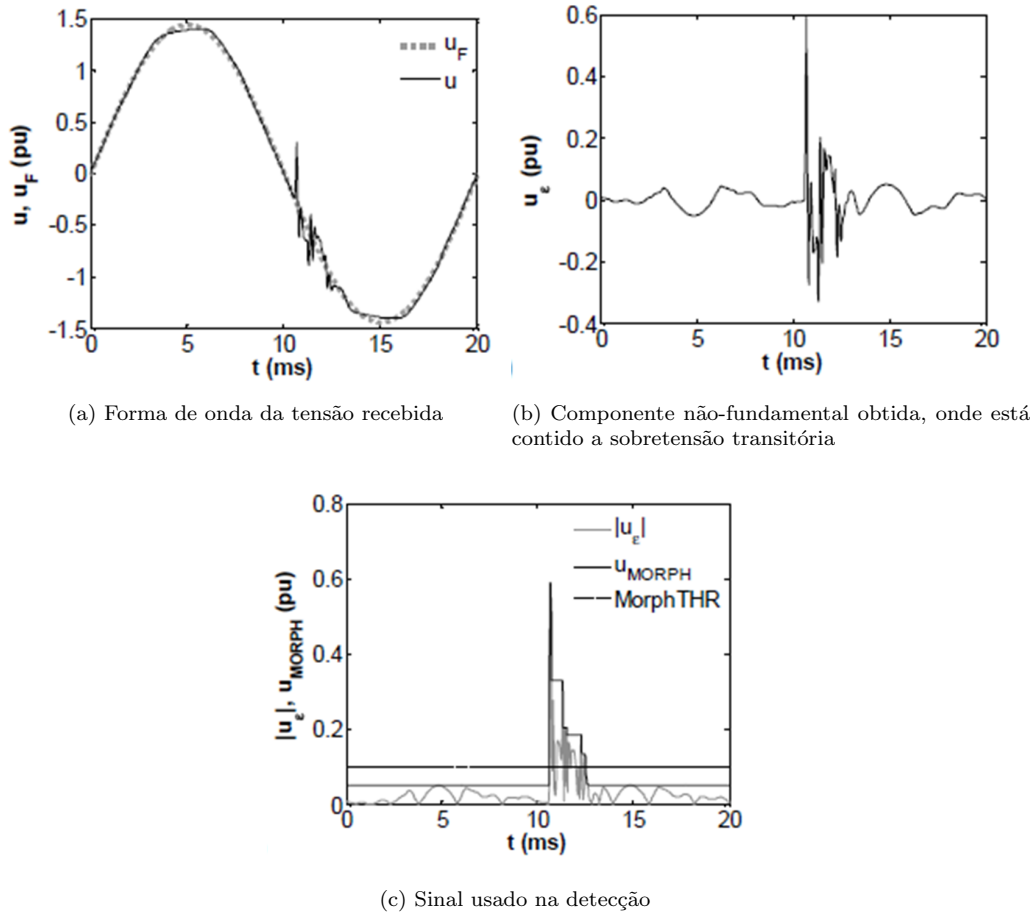 1.5
1
0.5
0
-0.5
-1
-1.5
0
5
10
15
20
u, u_F (pu)
t (ms)
u_F
u
(a) Forma de onda da tensão recebida
0.6
0.4
0.2
0
-0.2
-0.4
0
5
10
15
20
u_ε (pu)
t (ms)
(b) Componente não-fundamental obtida, onde está
contido a sobretensão transitória
0.8
0.6
0.4
0.2
0
0
5
10
15
20
|u_ε|, u_MORPH (pu)
t (ms)
|u_ε|
u_MORPH
MorphTHR
(c) Sinal usado na detecção